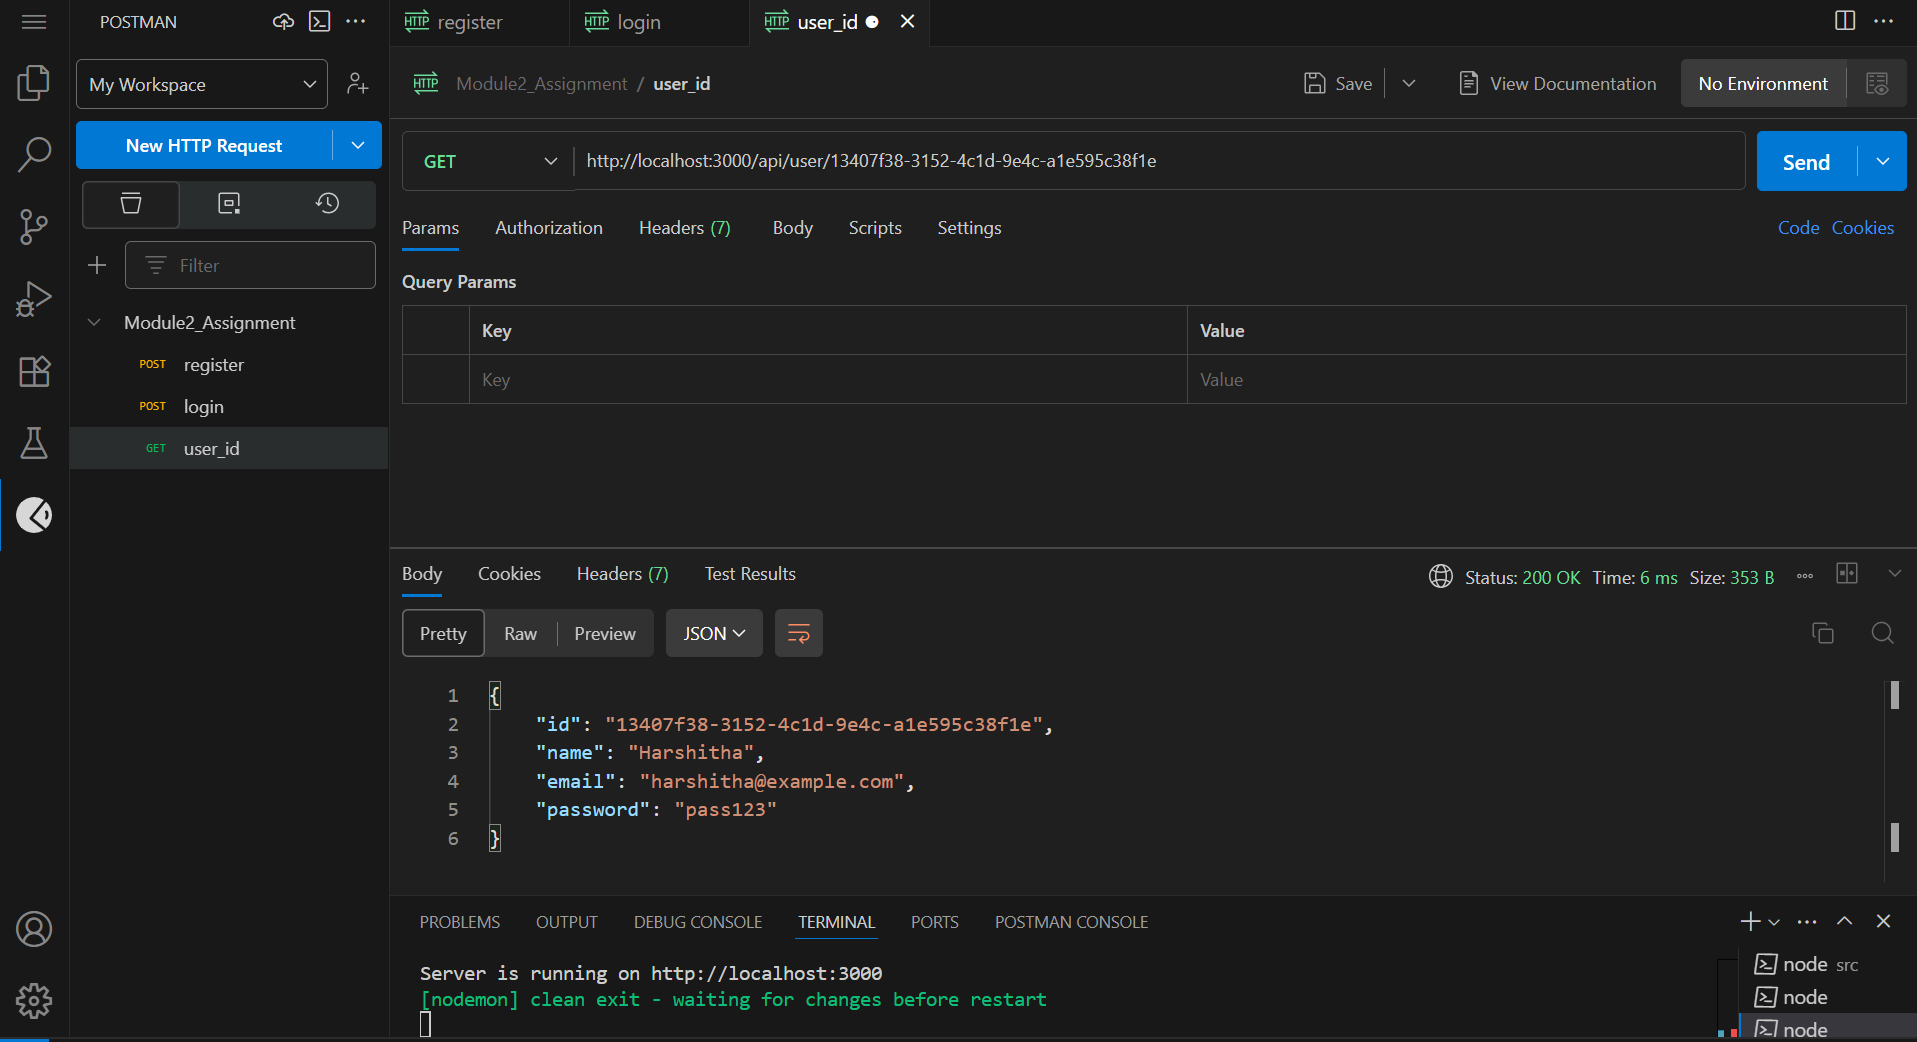 POSTMAN
My Workspace
New HTTP Request
Filter
Module2_Assignment
POST register
POST login
GET user_id
HTTP register
HTTP login
HTTP user_id
HTTP Module2_Assignment / user_id
Save
View Documentation
No Environment
GET http://localhost:3000/api/user/13407f38-3152-4c1d-9e4c-a1e595c38f1e
Send
Params Authorization Headers (7) Body Scripts Settings
Code Cookies
Query Params
Key Value
Key Value
Body Cookies Headers (7) Test Results
Status: 200 OK Time: 6 ms Size: 353 B
Pretty Raw Preview JSON
1 {
2 "id": "13407f38-3152-4c1d-9e4c-a1e595c38f1e",
3 "name": "Harshitha",
4 "email": "harshitha@example.com",
5 "password": "pass123"
6 }
PROBLEMS OUTPUT DEBUG CONSOLE TERMINAL PORTS POSTMAN CONSOLE
Server is running on http://localhost:3000
[nodemon] clean exit - waiting for changes before restart
node src
node
node